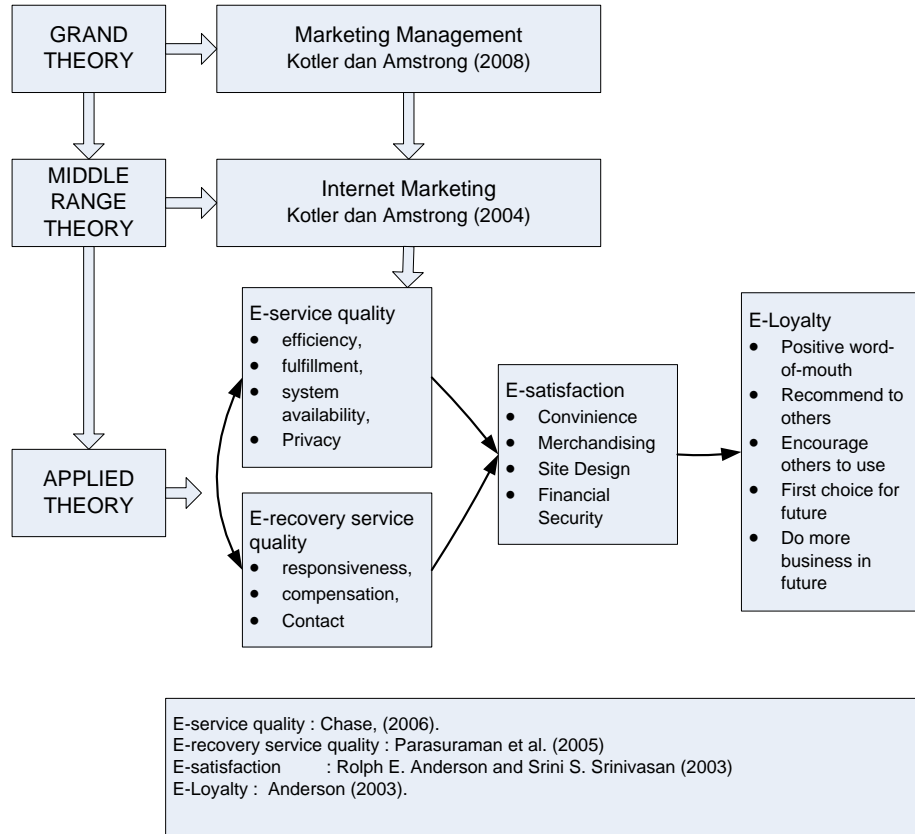 GRAND
THEORY
Marketing Management
Kotler dan Amstrong (2008)
MIDDLE
RANGE
THEORY
Internet Marketing
Kotler dan Amstrong (2004)
APPLIED
THEORY
E-service quality
● efficiency,
● fulfillment,
● system
availability,
● Privacy
E-recovery service
quality
● responsiveness,
● compensation,
● Contact
E-satisfaction
● Convinience
● Merchandising
● Site Design
● Financial
Security
E-Loyalty
● Positive word-
of-mouth
● Recommend to
others
● Encourage
others to use
● First choice for
future
● Do more
business in
future
E-service quality : Chase, (2006).
E-recovery service quality : Parasuraman et al. (2005)
E-satisfaction : Rolph E. Anderson and Srini S. Srinivasan (2003)
E-Loyalty : Anderson (2003).